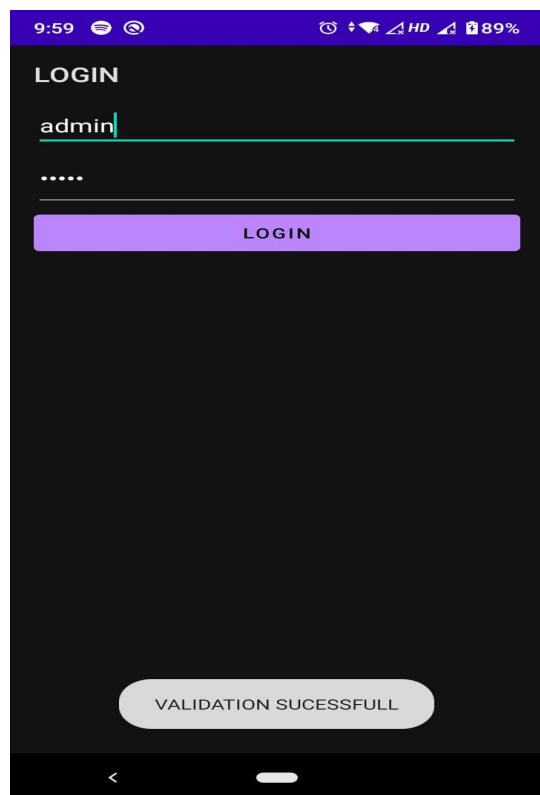 9:59 HD 89%
LOGIN
admin
•••••
LOGIN
VALIDATION SUCESSFULL